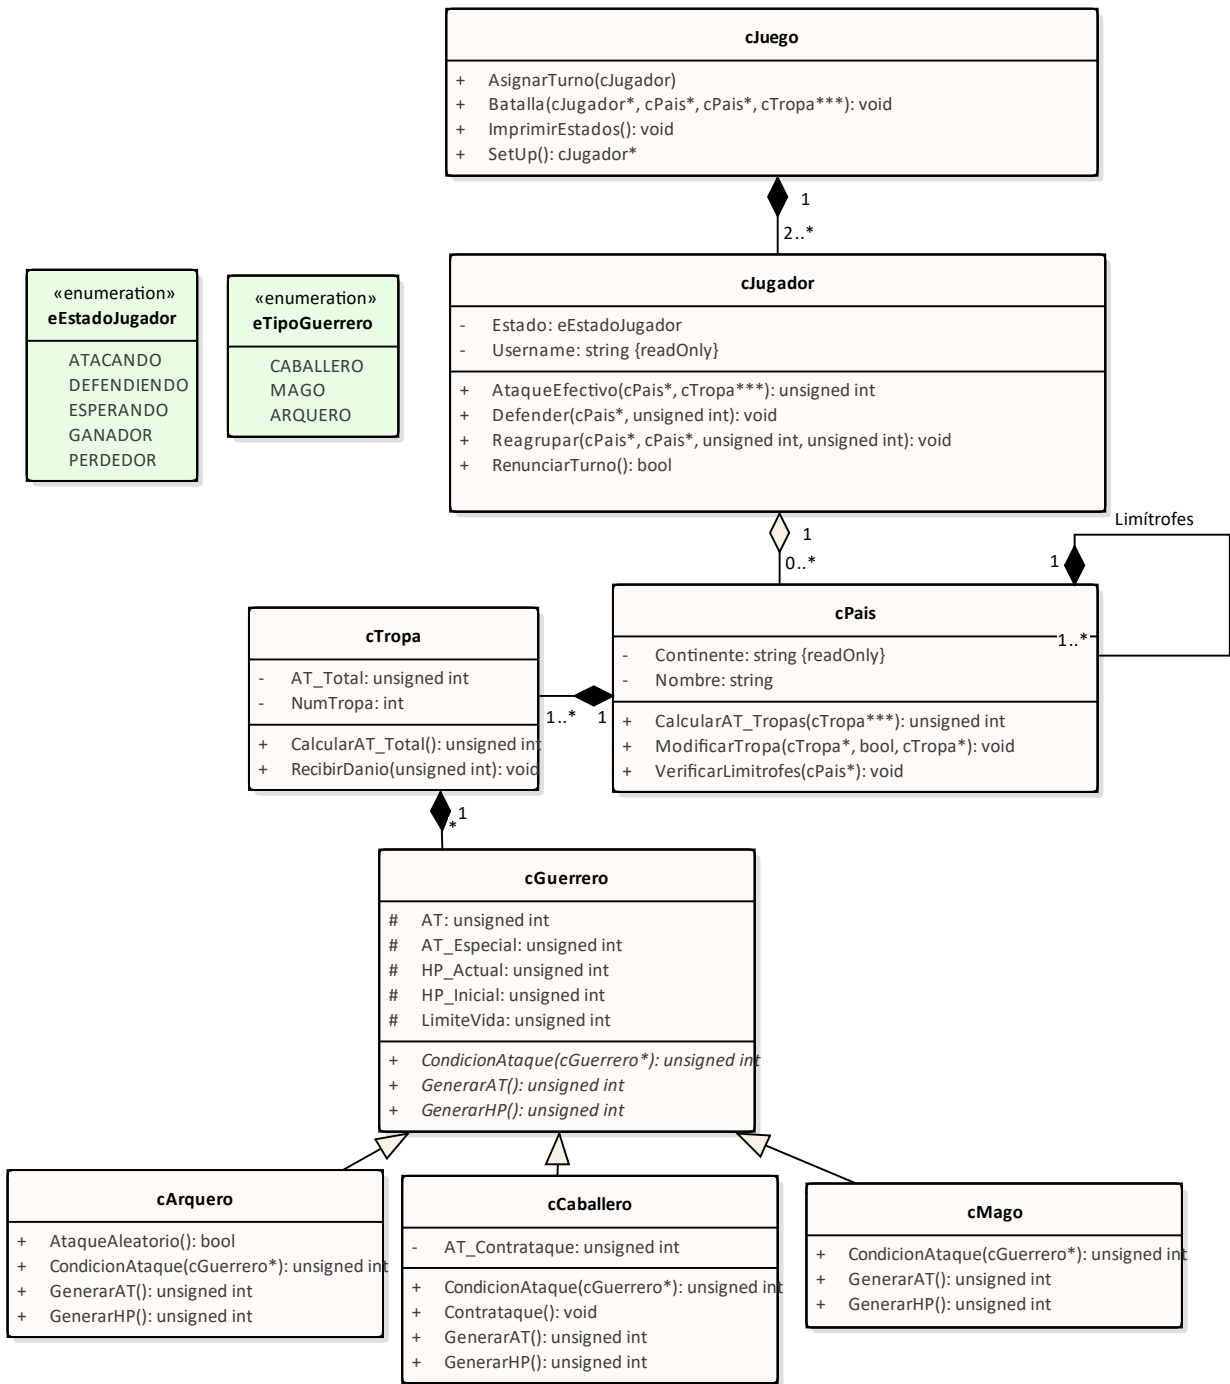 cJuego
+ AsignarTurno(cJugador)
+ Batalla(cJugador*, cPais*, cPais*, cTropa***): void
+ ImprimirEstados(): void
+ SetUp(): cJugador*
1
2..*
«enumeration»
eEstadoJugador
ATACANDO
DEFENDIENDO
ESPERANDO
GANADOR
PERDEDOR
«enumeration»
eTipoGuerrero
CABALLERO
MAGO
ARQUERO
cJugador
- Estado: eEstadoJugador
- Username: string {readOnly}
+ AtaqueEfectivo(cPais*, cTropa***): unsigned int
+ Defender(cPais*, unsigned int): void
+ Reagrupar(cPais*, cPais*, unsigned int, unsigned int): void
+ RenunciarTurno(): bool
1
0..*
Limítrofes
1
1..*
cPais
- Continente: string {readOnly}
- Nombre: string
+ CalcularAT_Tropas(cTropa***): unsigned int
+ ModificarTropa(cTropa*, bool, cTropa*): void
+ VerificarLimitrofes(cPais*): void
1..*
1
cTropa
- AT_Total: unsigned int
- NumTropa: int
+ CalcularAT_Total(): unsigned int
+ RecibirDanio(unsigned int): void
1
*
cGuerrero
# AT: unsigned int
# AT_Especial: unsigned int
# HP_Actual: unsigned int
# HP_Inicial: unsigned int
# LimiteVida: unsigned int
+ CondicionAtaque(cGuerrero*): unsigned int
+ GenerarAT(): unsigned int
+ GenerarHP(): unsigned int
cArquero
+ AtaqueAleatorio(): bool
+ CondicionAtaque(cGuerrero*): unsigned int
+ GenerarAT(): unsigned int
+ GenerarHP(): unsigned int
cCaballero
- AT_Contrataque: unsigned int
+ CondicionAtaque(cGuerrero*): unsigned int
+ Contrataque(): void
+ GenerarAT(): unsigned int
+ GenerarHP(): unsigned int
cMago
+ CondicionAtaque(cGuerrero*): unsigned int
+ GenerarAT(): unsigned int
+ GenerarHP(): unsigned int